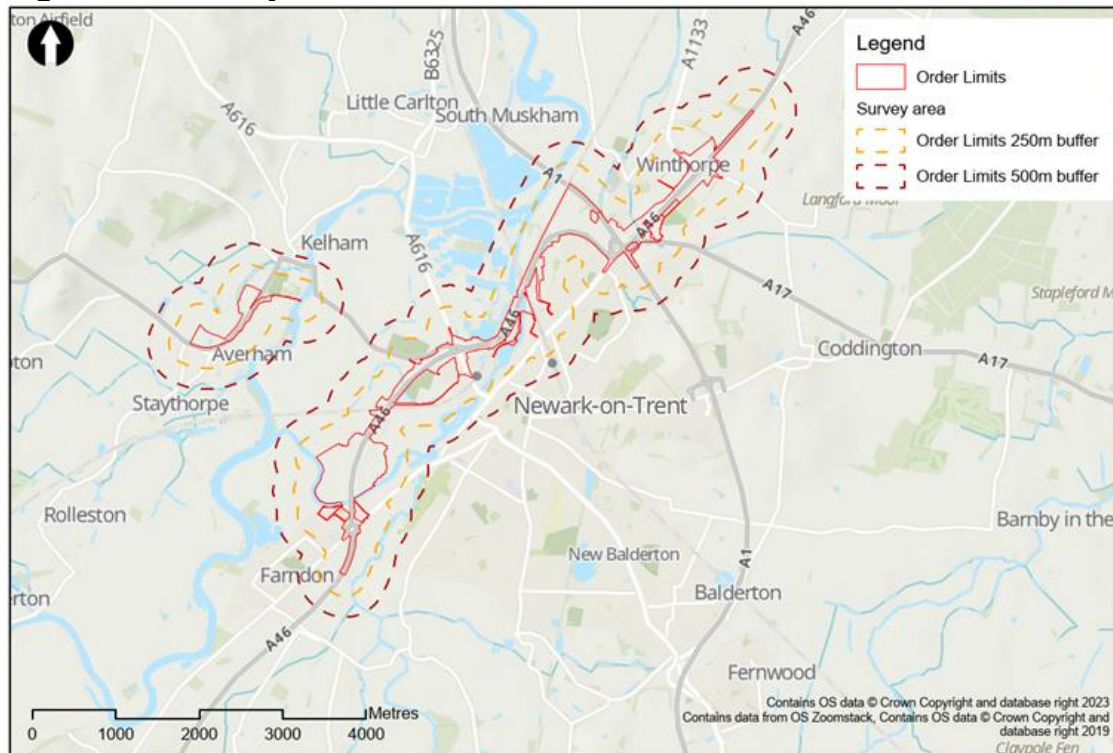 ton Airfield
A46
B6325
A1133
Little Carlton
South Muskham
A616
Winthorpe
A1
Langford Moor
Kelham
A616
A46
A46
A17
Stapleford M
Averham
Coddington
A17
Staythorpe
Newark-on-Trent
A46
Rolleston
Barnby in the
New Balderton
Farndon
Balderton
A1
erton
A46
Fernwood
Claypole Fen
Legend
Order Limits
Survey area
Order Limits 250m buffer
Order Limits 500m buffer
0 1000 2000 3000 4000 Metres
Contains OS data © Crown Copyright and database right 2023
Contains data from OS Zoomstack, Contains OS data © Crown Copyright and
database right 2019